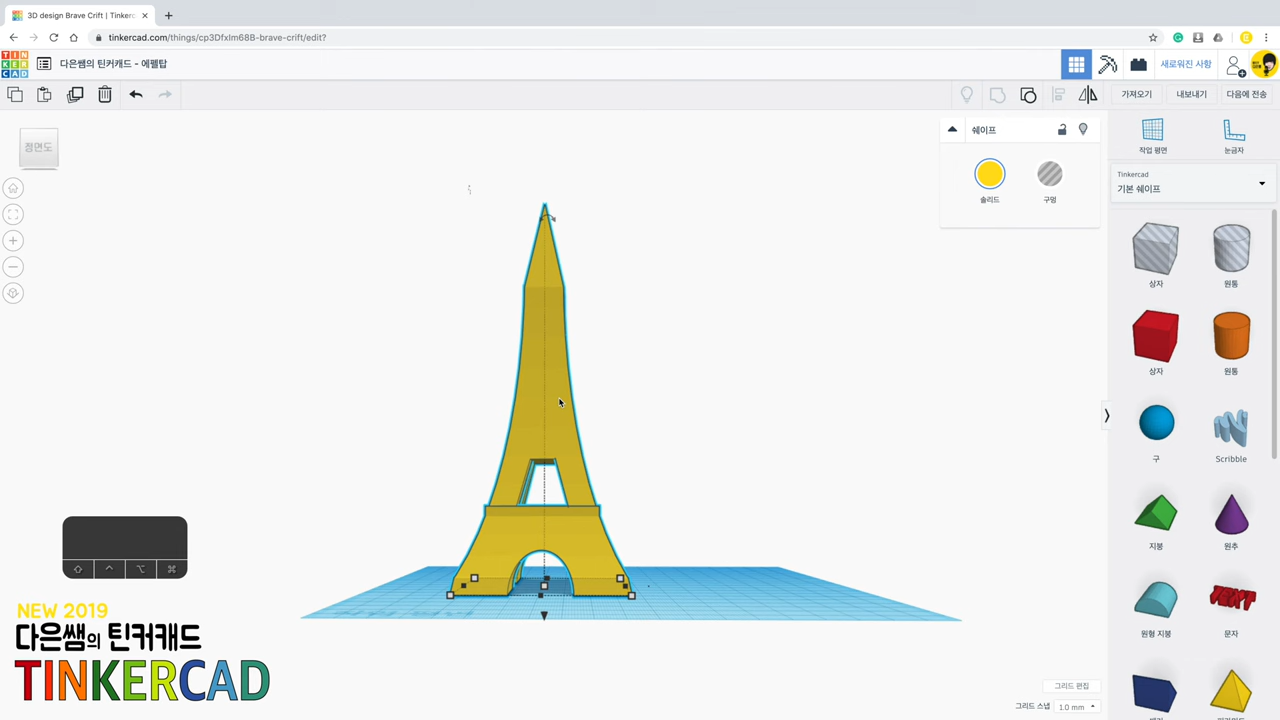 3D design Brave Crift | Tinkerc
tinkercad.com/things/cp3DfxIm68B-brave-crift/edit?
TIN
KER
CAD
다은쌤의 틴커캐드 - 에펠탑
새로워진 사항
가져오기
내보내기
다음에 전송
정면도
쉐이프
솔리드
구멍
작업 평면
눈금자
Tinkercad
기본 쉐이프
상자
원통
상자
원통
구
Scribble
지붕
원추
원형 지붕
TEXT
문자
그리드 편집
그리드 스냅
1.0 mm
NEW 2019
다은쌤의 틴커캐드
TINKERCAD